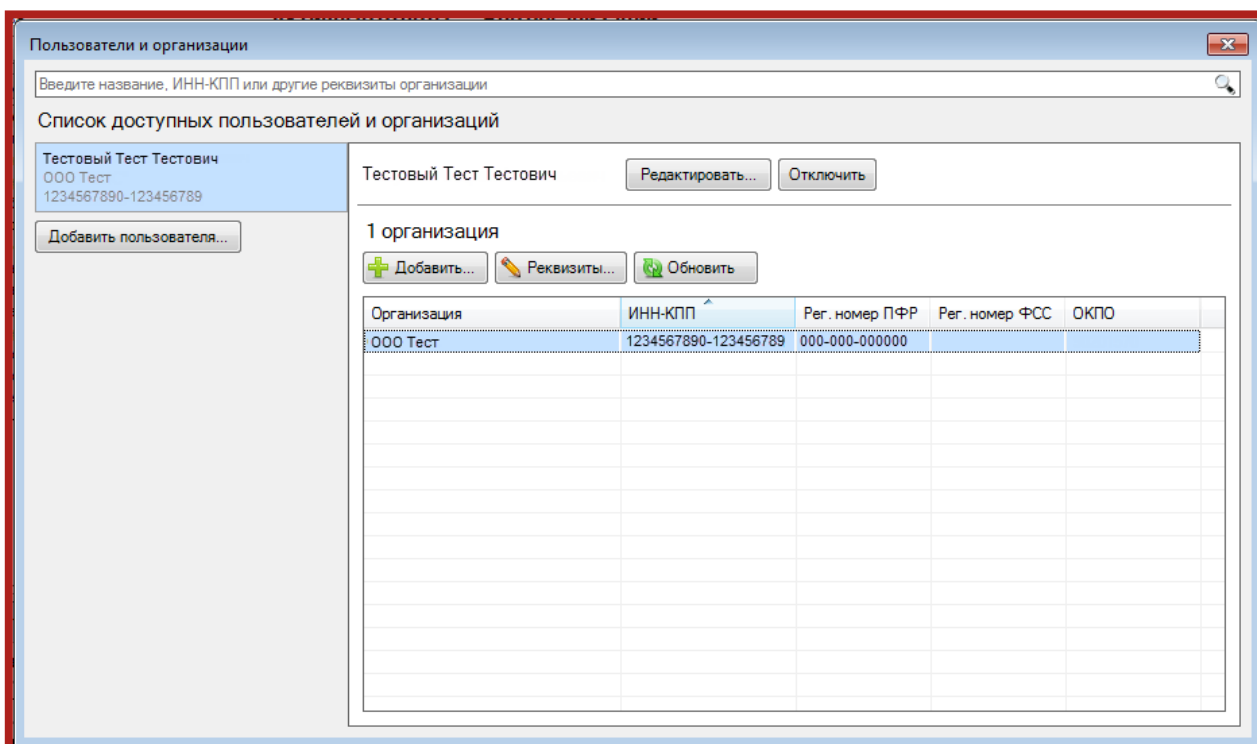 Пользователи и организации
Введите название, ИНН-КПП или другие реквизиты организации
Список доступных пользователей и организаций
Тестовый Тест Тестович
ООО Тест
1234567890-123456789
Добавить пользователя...
Тестовый Тест Тестович Редактировать... Отключить
1 организация
Добавить... Реквизиты... Обновить
Организация ИНН-КПП Рег. номер ПФР Рег. номер ФСС ОКПО
ООО Тест 1234567890-123456789 000-000-000000